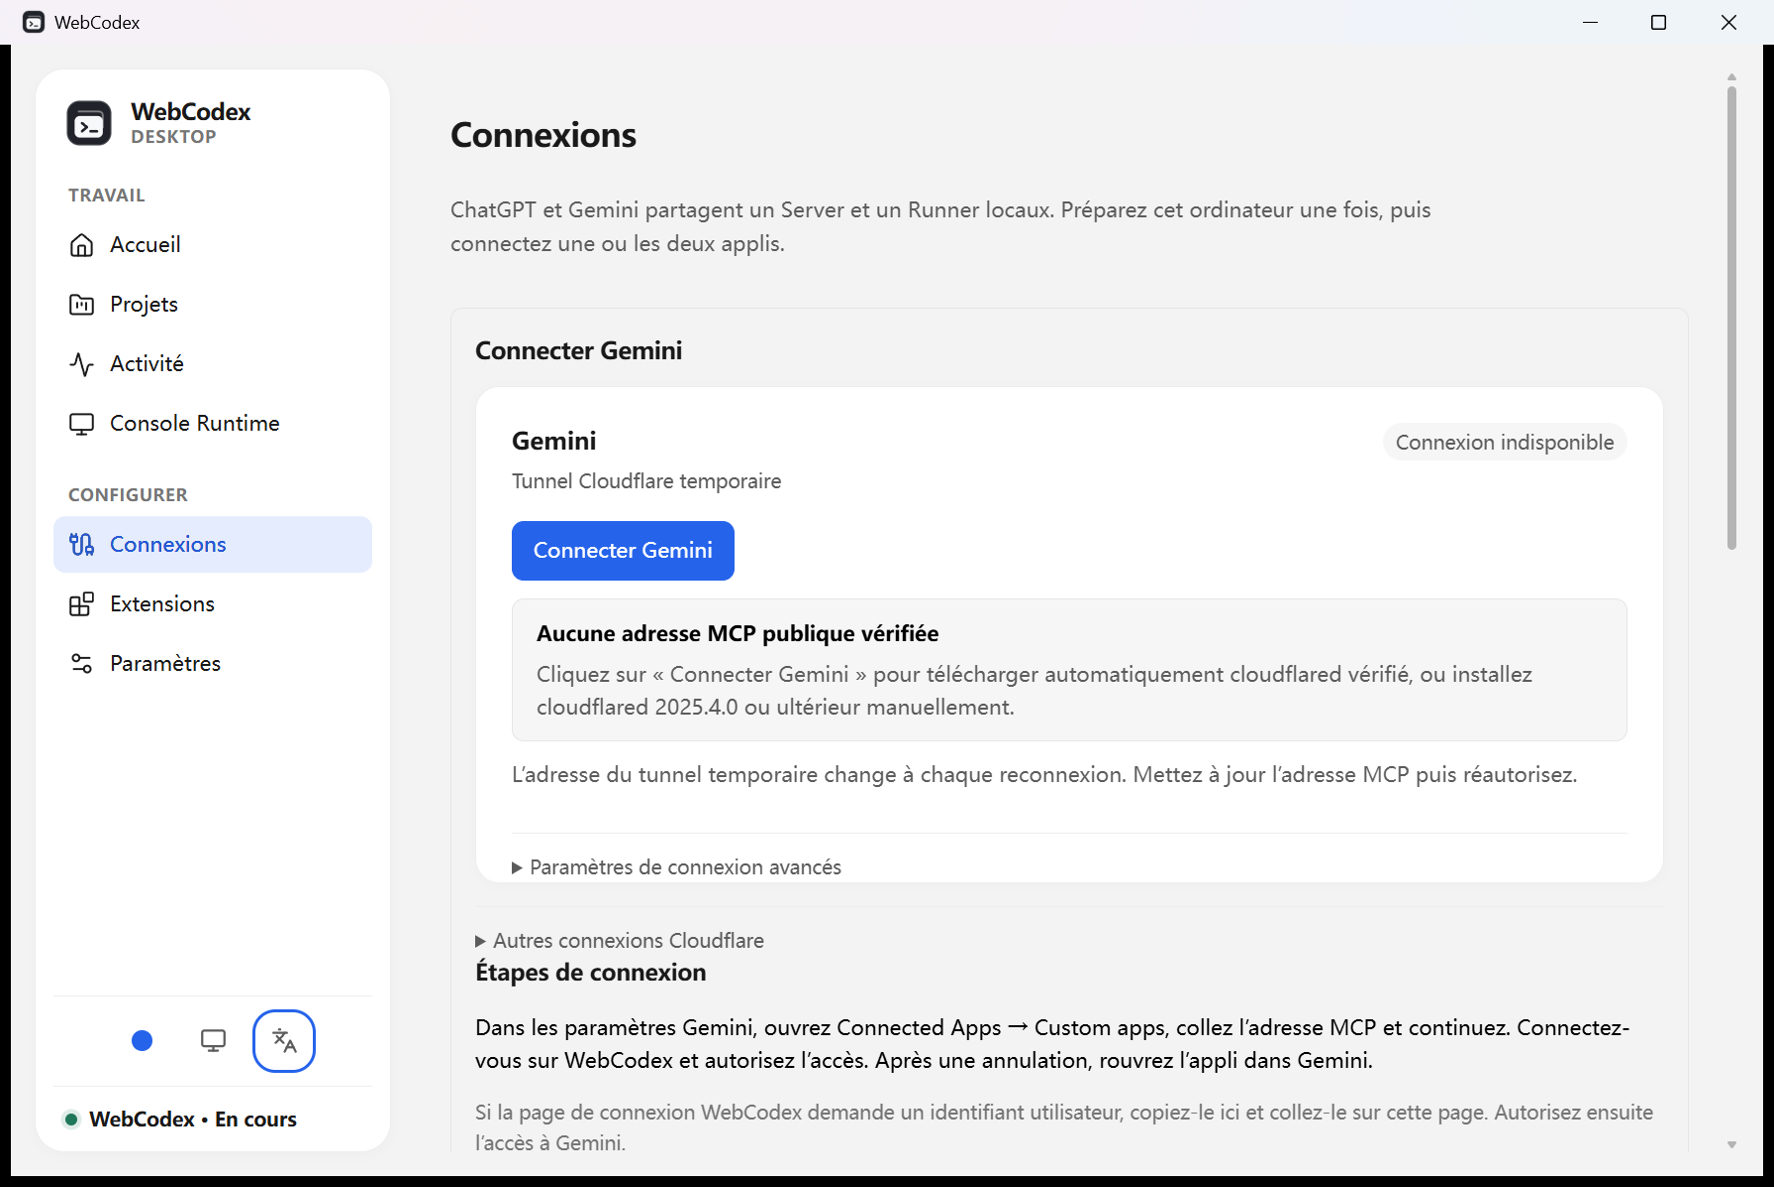 WebCodex
WebCodex
DESKTOP
TRAVAIL
Accueil
Projets
Activité
Console Runtime
CONFIGURER
Connexions
Extensions
Paramètres
WebCodex • En cours
Connexions
ChatGPT et Gemini partagent un Server et un Runner locaux. Préparez cet ordinateur une fois, puis
connectez une ou les deux applis.
Connecter Gemini
Gemini
Connexion indisponible
Tunnel Cloudflare temporaire
Connecter Gemini
Aucune adresse MCP publique vérifiée
Cliquez sur « Connecter Gemini » pour télécharger automatiquement cloudflared vérifié, ou installez
cloudflared 2025.4.0 ou ultérieur manuellement.
L’adresse du tunnel temporaire change à chaque reconnexion. Mettez à jour l’adresse MCP puis réautorisez.
Paramètres de connexion avancés
Autres connexions Cloudflare
Étapes de connexion
Dans les paramètres Gemini, ouvrez Connected Apps → Custom apps, collez l’adresse MCP et continuez. Connectez-
vous sur WebCodex et autorisez l’accès. Après une annulation, rouvrez l’appli dans Gemini.
Si la page de connexion WebCodex demande un identifiant utilisateur, copiez-le ici et collez-le sur cette page. Autorisez ensuite
l’accès à Gemini.